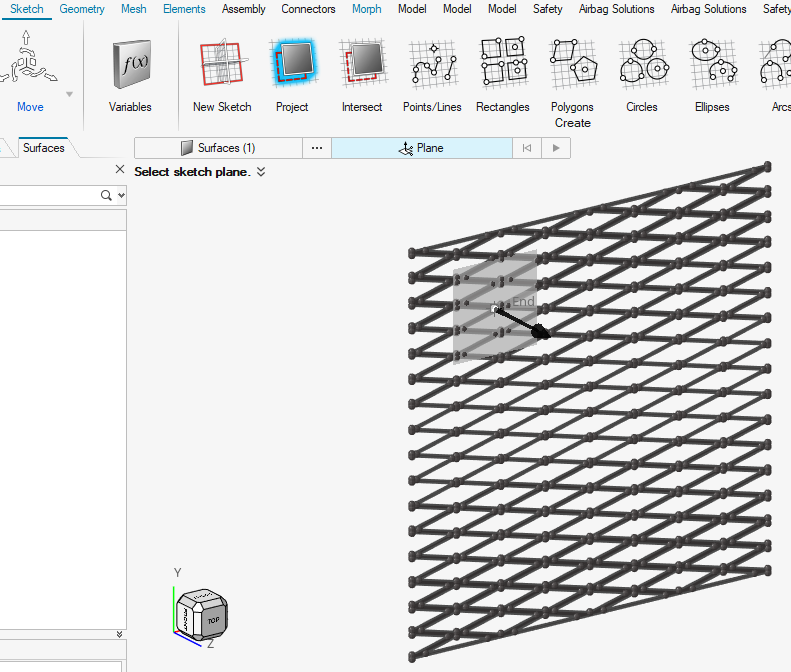 Sketch Geometry Mesh Elements Assembly Connectors Morph Model Model Model Safety Airbag Solutions Airbag Solutions Safety
f(x)
Move Variables New Sketch Project Intersect Points/Lines Rectangles Polygons Circles Ellipses Arcs
Create
Surfaces Surfaces (1) ... Plane
Select sketch plane.
End
Y
TOP
Z